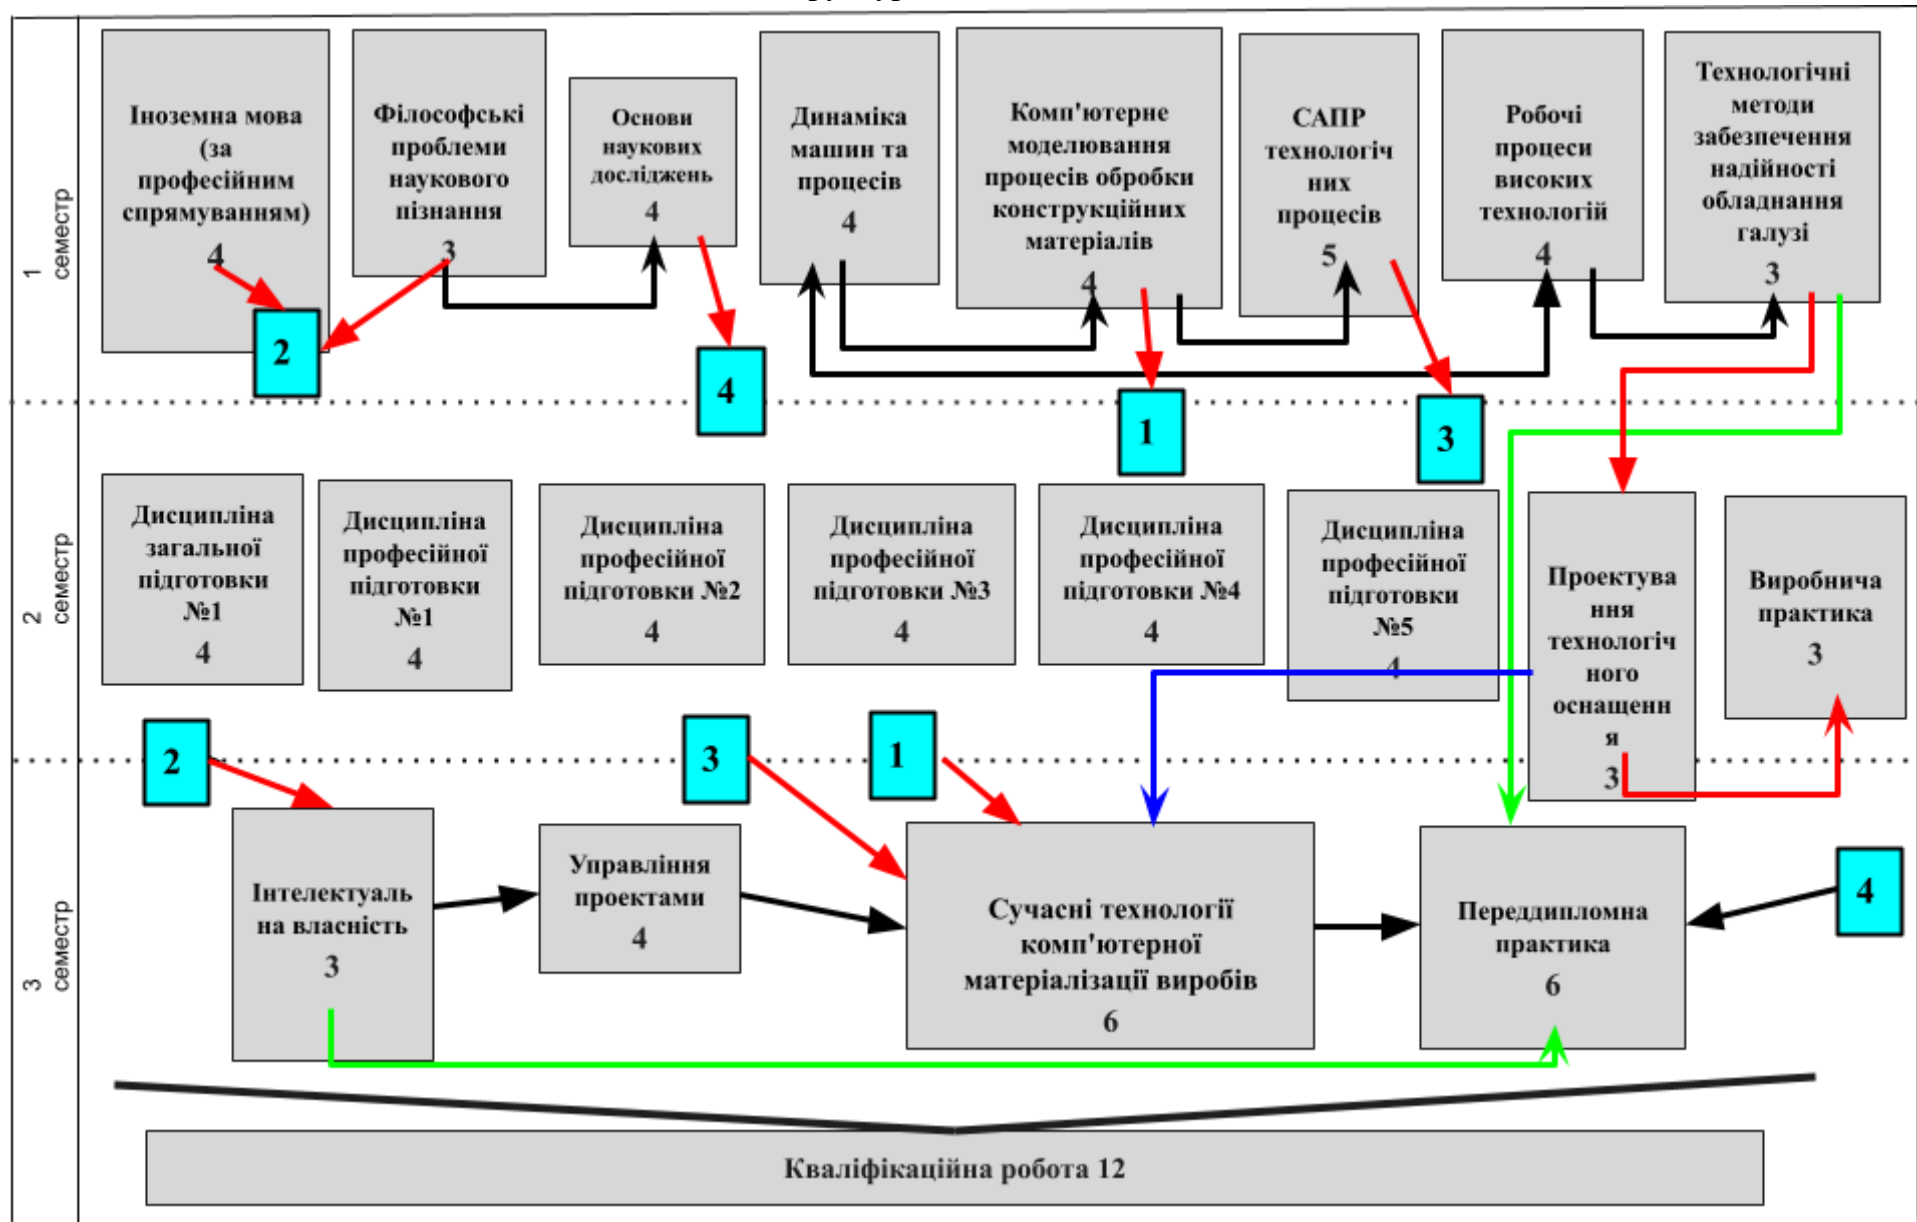 1
семестр
Іноземна мова
(за
професійним
спрямуванням)
4
Філософські
проблеми
наукового
пізнання
3
Основи
наукових
досліджень
4
Динаміка
машин та
процесів
4
Комп'ютерне
моделювання
процесів обробки
конструкційних
матеріалів
4
САПР
технологіч
них
процесів
5
Робочі
процеси
високих
технологій
4
Технологічні
методи
забезпечення
надійності
обладнання
галузі
3
2
4
1
3
2
семестр
Дисципліна
загальної
підготовки
№1
4
Дисципліна
професійної
підготовки
№1
4
Дисципліна
професійної
підготовки №2
4
Дисципліна
професійної
підготовки №3
4
Дисципліна
професійної
підготовки №4
4
Дисципліна
професійної
підготовки
№5
4
Проектува
ння
технологіч
ного
оснащенн
я
3
Виробнича
практика
3
2
3
1
3
семестр
Інтелектуаль
на власність
3
Управління
проектами
4
Сучасні технології
комп'ютерної
матеріалізації виробів
6
Переддипломна
практика
6
4
Кваліфікаційна робота 12